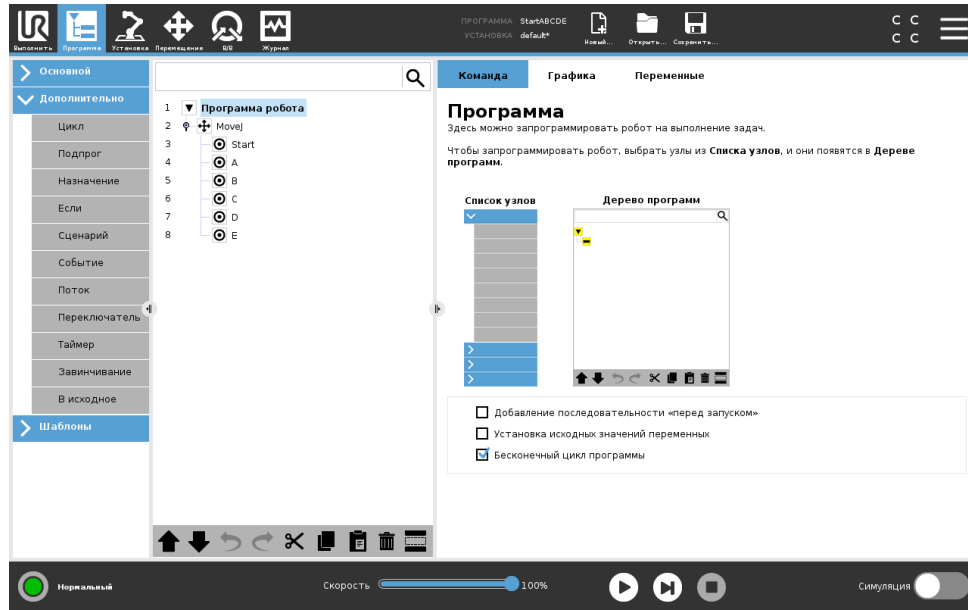 ПРОГРАММА StartABCDE
УСТАНОВКА default*
Выполнить Программа Установка Перемещение В/В Журнал
Новый... Открыть... Сохранить...
C C
C C
Основной
Дополнительно
Цикл
Подпрог
Назначение
Если
Сценарий
Событие
Поток
Переключатель
Таймер
Завинчивание
В исходное
Шаблоны
1 Программа робота
2 MoveJ
3 Start
4 A
5 B
6 C
7 D
8 E
Команда Графика Переменные
Программа
Здесь можно запрограммировать робот на выполнение задач.
Чтобы запрограммировать робот, выбрать узлы из Списка узлов, и они появятся в Дереве
программ.
Список узлов Дерево программ
Добавление последовательности «перед запуском»
Установка исходных значений переменных
Бесконечный цикл программы
Нормальный
Скорость 100%
Симуляция